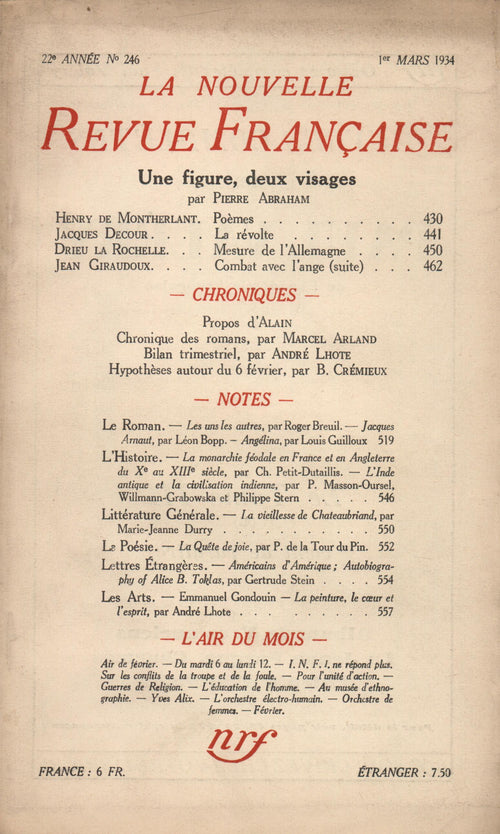 22e ANNÉE No 246 1er MARS 1934
LA NOUVELLE
REVUE FRANÇAISE
Une figure, deux visages
par PIERRE ABRAHAM
HENRY DE MONTHERLANT. Poèmes . . . . . . . . . . 430
JACQUES DECOUR. . . . La révolte . . . . . . . . . 441
DRIEU LA ROCHELLE. . . Mesure de l'Allemagne . . . . 450
JEAN GIRAUDOUX. . . . Combat avec l'ange (suite) . . . 462
— CHRONIQUES —
Propos d'ALAIN
Chronique des romans, par MARCEL ARLAND
Bilan trimestriel, par ANDRÉ LHOTE
Hypothèses autour du 6 février, par B. CRÉMIEUX
— NOTES —
Le Roman. — Les uns les autres, par Roger Breuil. — Jacques
Arnaut, par Léon Bopp. — Angélina, par Louis Guilloux 519
L'Histoire. — La monarchie féodale en France et en Angleterre
du Xe au XIIIe siècle, par Ch. Petit-Dutaillis. — L'Inde
antique et la civilisation indienne, par P. Masson-Oursel,
Willmann-Grabowska et Philippe Stern . . . . . 546
Littérature Générale. — La vieillesse de Chateaubriand, par
Marie-Jeanne Durry . . . . . . . . . . . 550
La Poésie. — La Quête de joie, par P. de la Tour du Pin. 552
Lettres Étrangères. — Américains d'Amérique ; Autobiogra-
phy of Alice B. Toklas, par Gertrude Stein . . . . 554
Les Arts. — Emmanuel Gondouin — La peinture, le cœur et
l'esprit, par André Lhote . . . . . . . . . 557
— L'AIR DU MOIS —
Air de février. — Du mardi 6 au lundi 12. — I. N. F. 1. ne répond plus.
Sur les conflits de la troupe et de la foule. — Pour l'unité d'action. —
Guerres de Religion. — L'éducation de l'homme. — Au musée d'ethno-
graphie. — Yves Alix. — L'orchestre électro-humain. — Orchestre de
femmes. — Février.
nrf
FRANCE : 6 FR. ÉTRANGER : 7.50